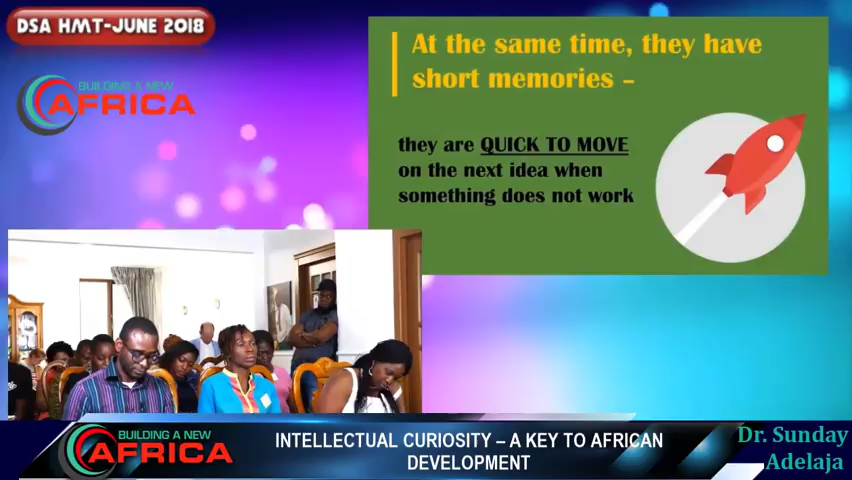 DSA HMT-JUNE 2018
BUILDING A NEW
AFRICA
At the same time, they have
short memories –
they are QUICK TO MOVE
on the next idea when
something does not work
BUILDING A NEW
AFRICA
INTELLECTUAL CURIOSITY – A KEY TO AFRICAN
DEVELOPMENT
Dr. Sunday
Adelaja